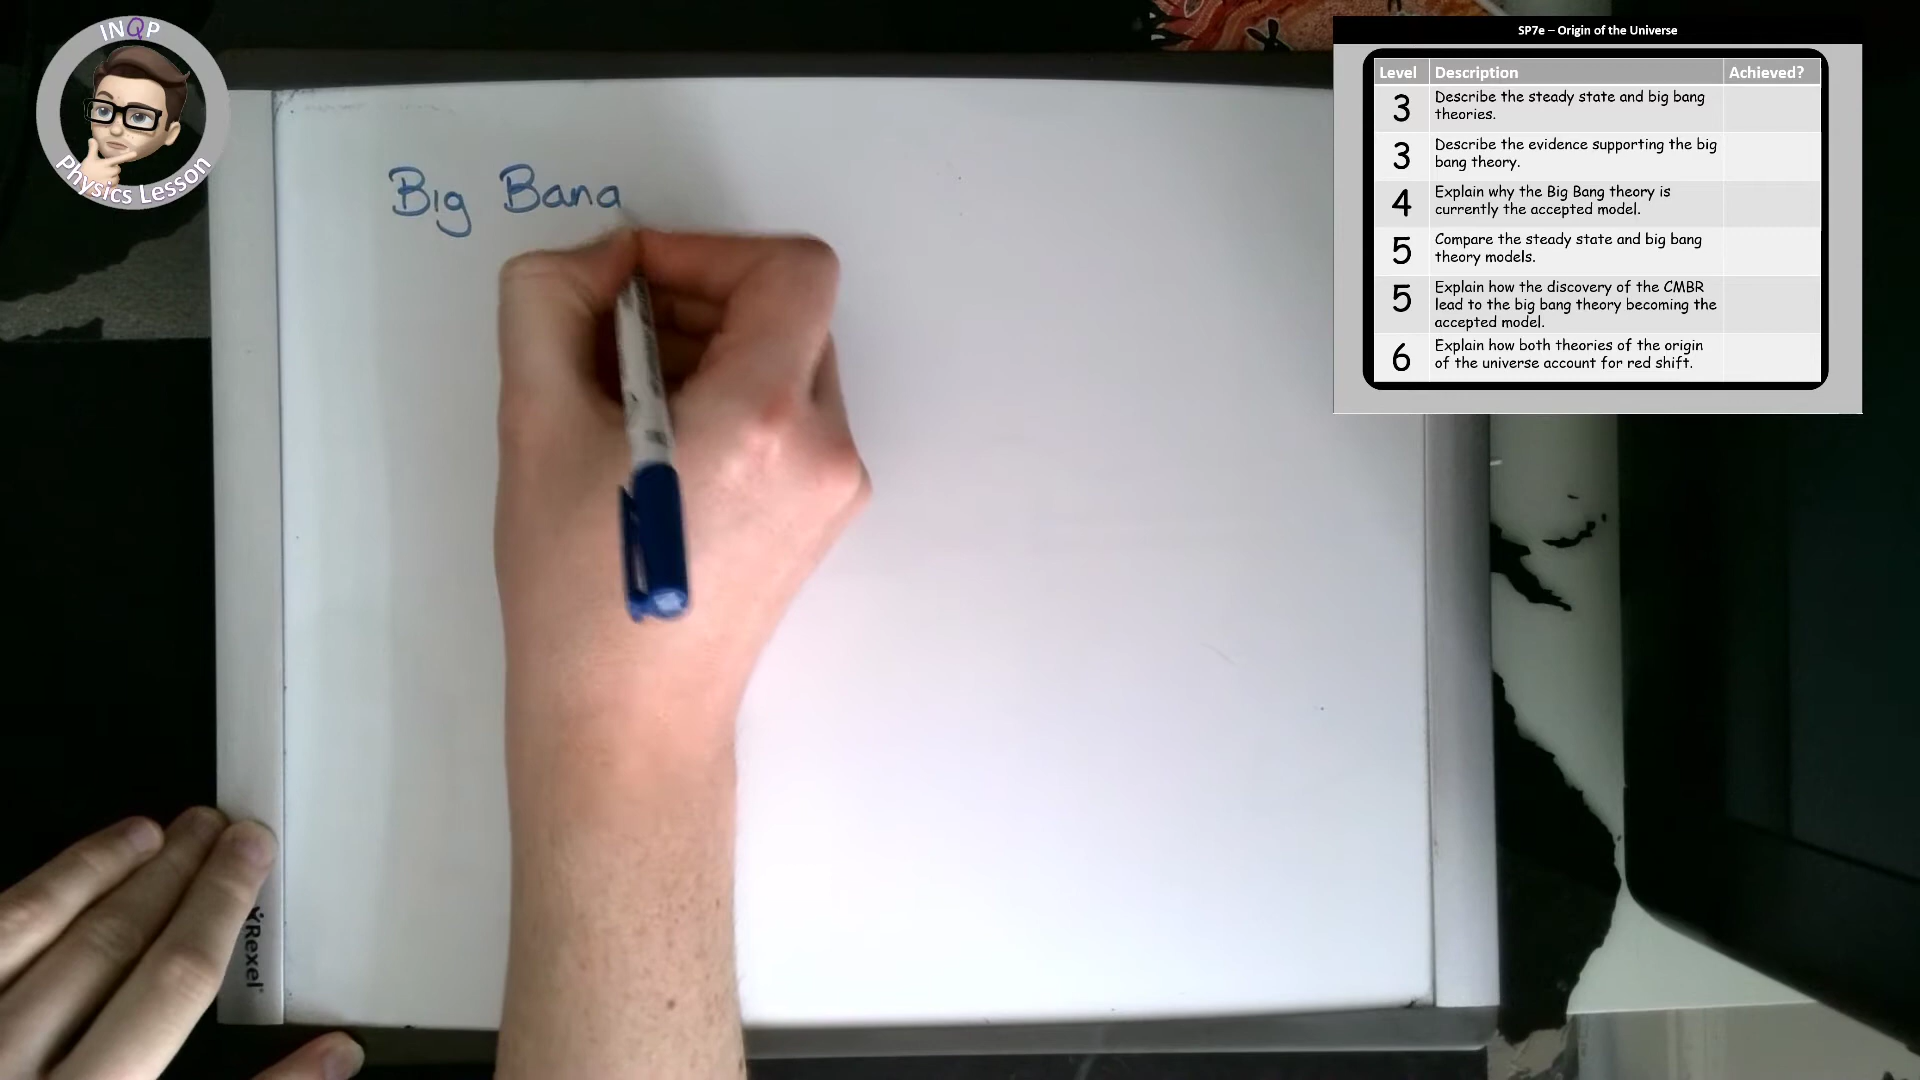 INQP
Physics Lesson
Big Bana
SP7e – Origin of the Universe
Level Description Achieved?
3 Describe the steady state and big bang
theories.
3 Describe the evidence supporting the big
bang theory.
4 Explain why the Big Bang theory is
currently the accepted model.
5 Compare the steady state and big bang
theory models.
5 Explain how the discovery of the CMBR
lead to the big bang theory becoming the
accepted model.
6 Explain how both theories of the origin
of the universe account for red shift.
Rexel